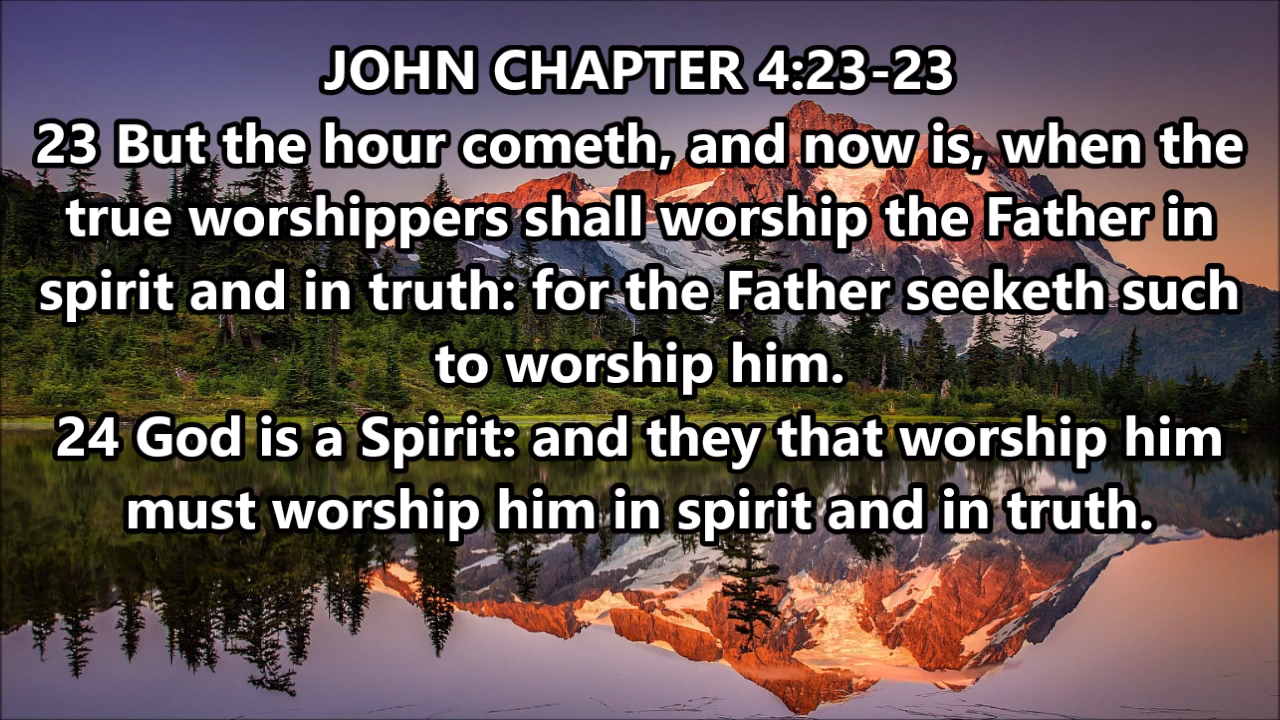 JOHN CHAPTER 4:23-23
23 But the hour cometh, and now is, when the
true worshippers shall worship the Father in
spirit and in truth: for the Father seeketh such
to worship him.
24 God is a Spirit: and they that worship him
must worship him in spirit and in truth.